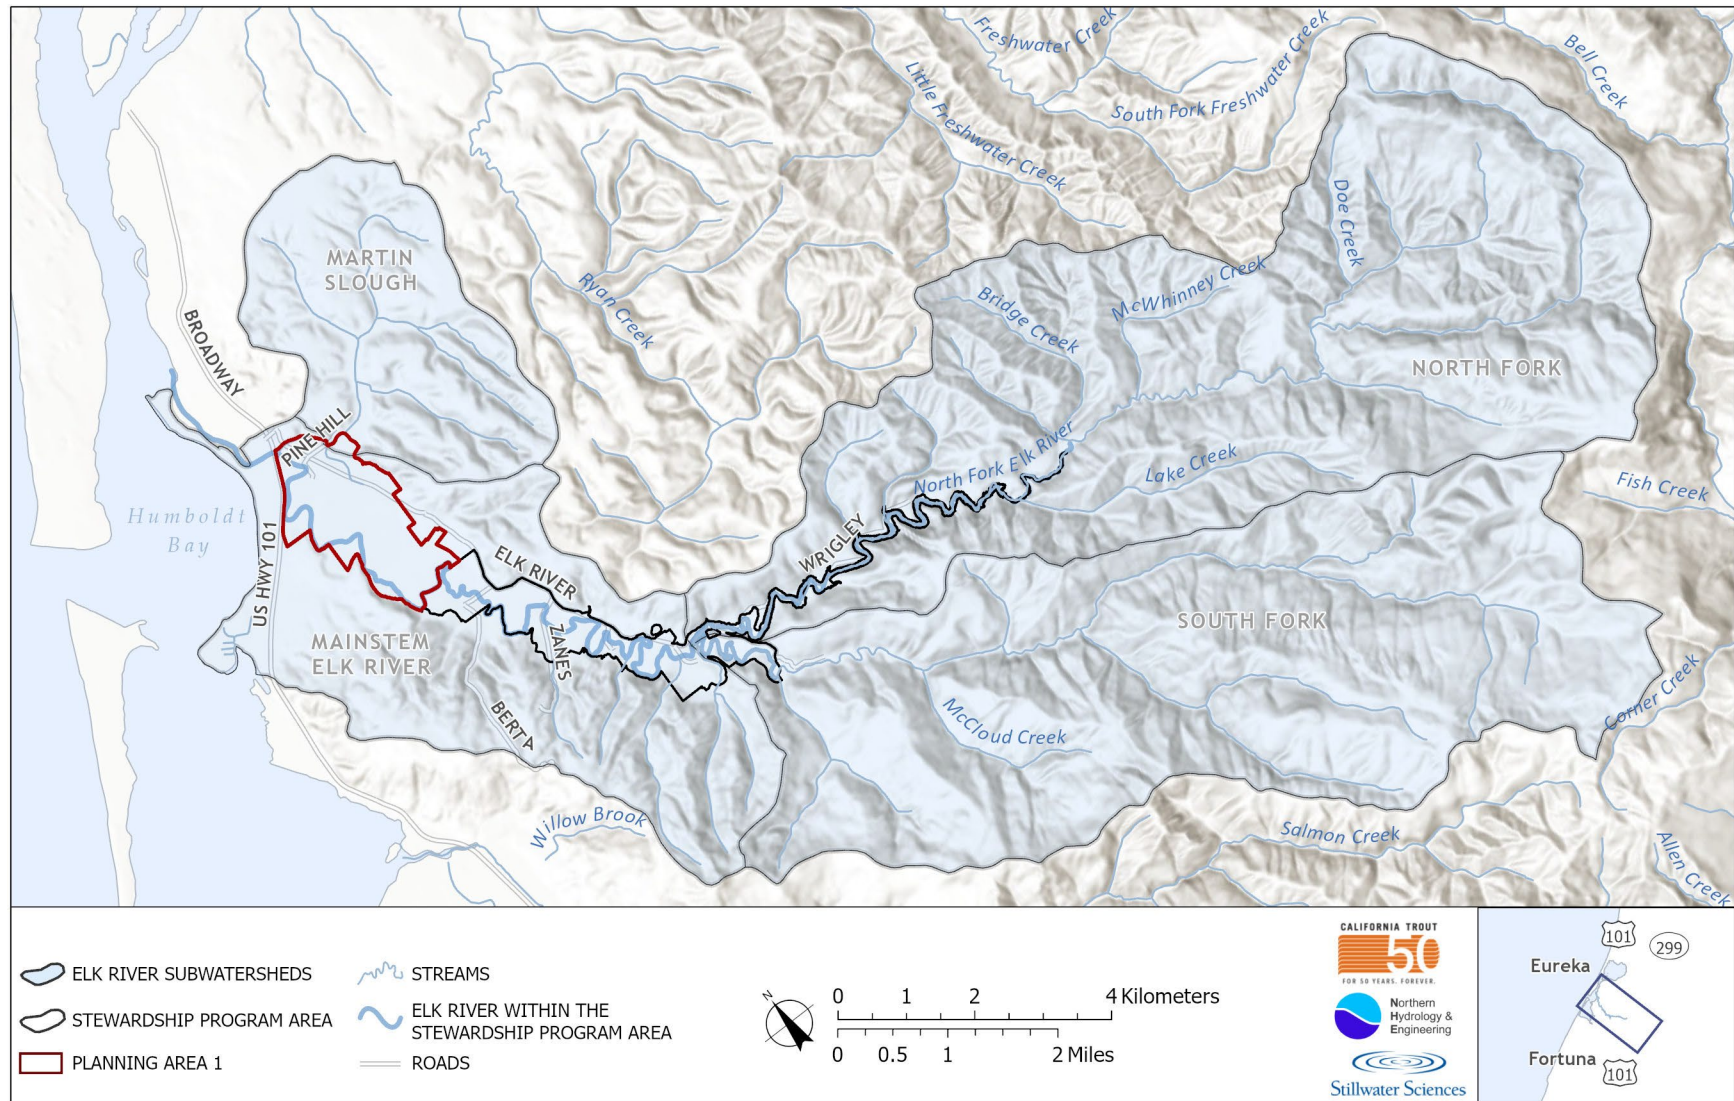 Freshwater Creek
Little Freshwater Creek
South Fork Freshwater Creek
Bell Creek
MARTIN
SLOUGH
Ryan Creek
Doe Creek
McWhinney Creek
Bridge Creek
BROADWAY
NORTH FORK
PINE HILL
North Fork Elk River
Lake Creek
Fish Creek
Humboldt
Bay
US HWY 101
ELK RIVER
WRIGLEY
MAINSTEM
ELK RIVER
ZANES
SOUTH FORK
BERTA
McCloud Creek
Corner Creek
Willow Brook
Salmon Creek
Allen Creek
ELK RIVER SUBWATERSHEDS
STEWARDSHIP PROGRAM AREA
PLANNING AREA 1
STREAMS
ELK RIVER WITHIN THE
STEWARDSHIP PROGRAM AREA
ROADS
N
0 1 2 4 Kilometers
0 0.5 1 2 Miles
CALIFORNIA TROUT
50
FOR 50 YEARS. FOREVER.
Northern
Hydrology &
Engineering
Stillwater Sciences
101
299
Eureka
Fortuna
101